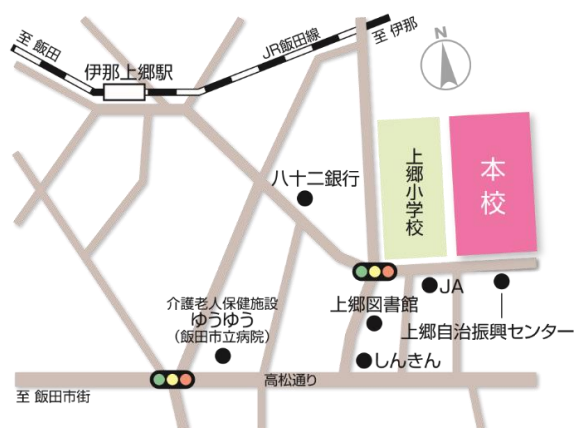 至 飯田
伊那上郷駅
JR飯田線
至 伊那
N
八十二銀行
上郷小学校
本校
JA
上郷図書館
上郷自治振興センター
介護老人保健施設
ゆうゆう
（飯田市立病院）
しんきん
高松通り
至 飯田市街